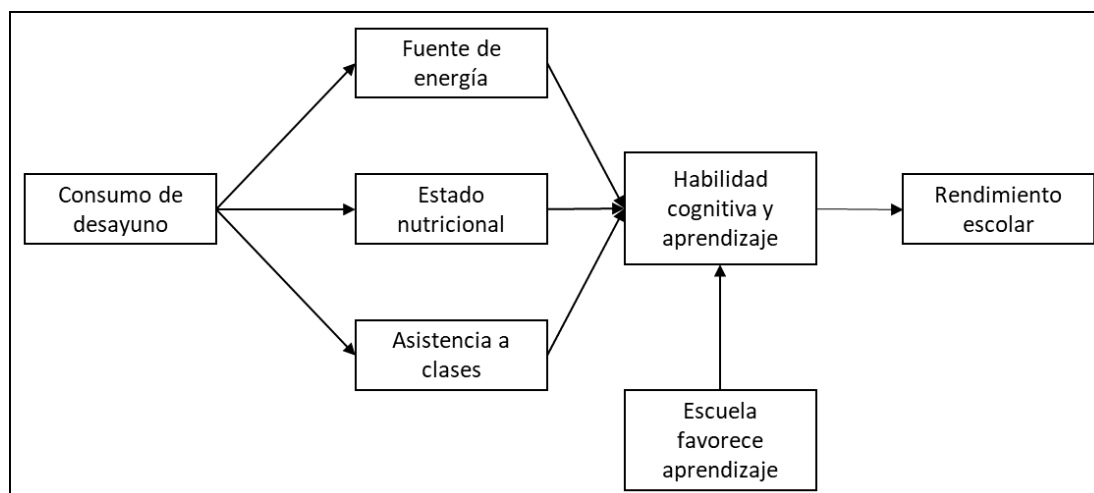 Fuente de
energía
Consumo de
desayuno
Estado
nutricional
Habilidad
cognitiva y
aprendizaje
Rendimiento
escolar
Asistencia a
clases
Escuela
favorece
aprendizaje